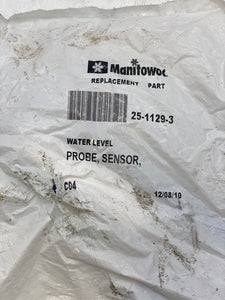 Manitowoc
REPLACEMENT PART
25-1129-3
WATER LEVEL
PROBE, SENSOR,
C04
12/08/10